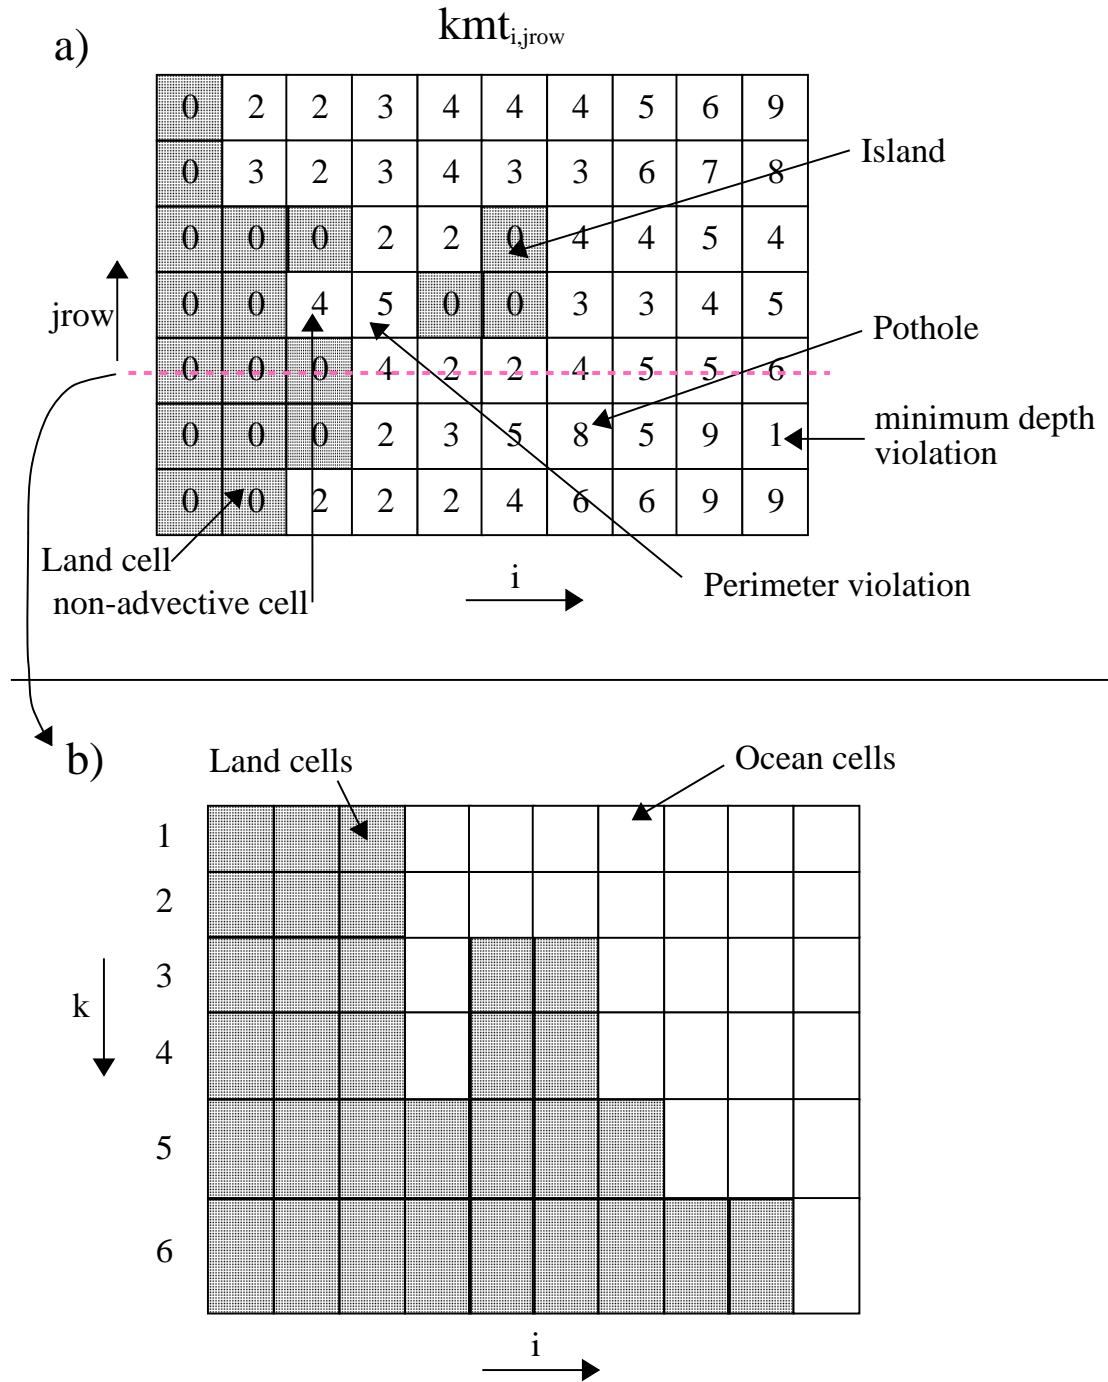 a)
kmt i,jrow
0 2 2 3 4 4 4 5 6 9
0 3 2 3 4 3 3 6 7 8
Island
0 0 0 2 2 0 4 4 5 4
jrow
0 0 4 5 0 0 3 3 4 5
Pothole
0 0 0 4 2 2 4 5 5 6
0 0 0 2 3 5 8 5 9 1
minimum depth
violation
0 0 2 2 2 4 6 6 9 9
Land cell
non-advective cell
i
Perimeter violation
b)
Land cells
Ocean cells
1
2
3
k
4
5
6
i